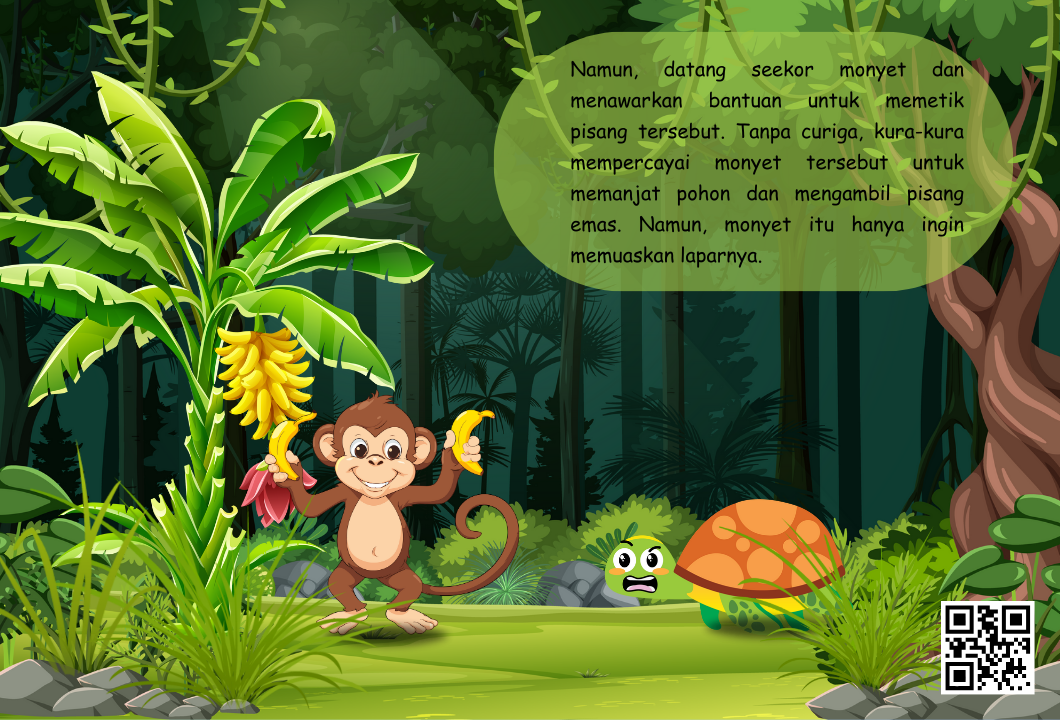 Namun, datang seekor monyet dan
menawarkan bantuan untuk memetik
pisang tersebut. Tanpa curiga, kura-kura
mempercayai monyet tersebut untuk
memanjat pohon dan mengambil pisang
emas. Namun, monyet itu hanya ingin
memuaskan laparnya.